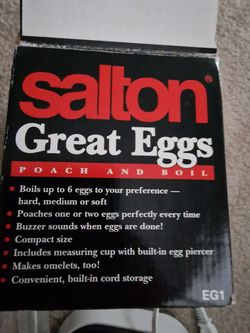 salton®
Great Eggs
POACH AND BOIL
• Boils up to 6 eggs to your preference —
hard, medium or soft
• Poaches one or two eggs perfectly every time
• Buzzer sounds when eggs are done!
• Compact size
• Includes measuring cup with built-in egg piercer
• Makes omelets, too!
• Convenient, built-in cord storage
EG1